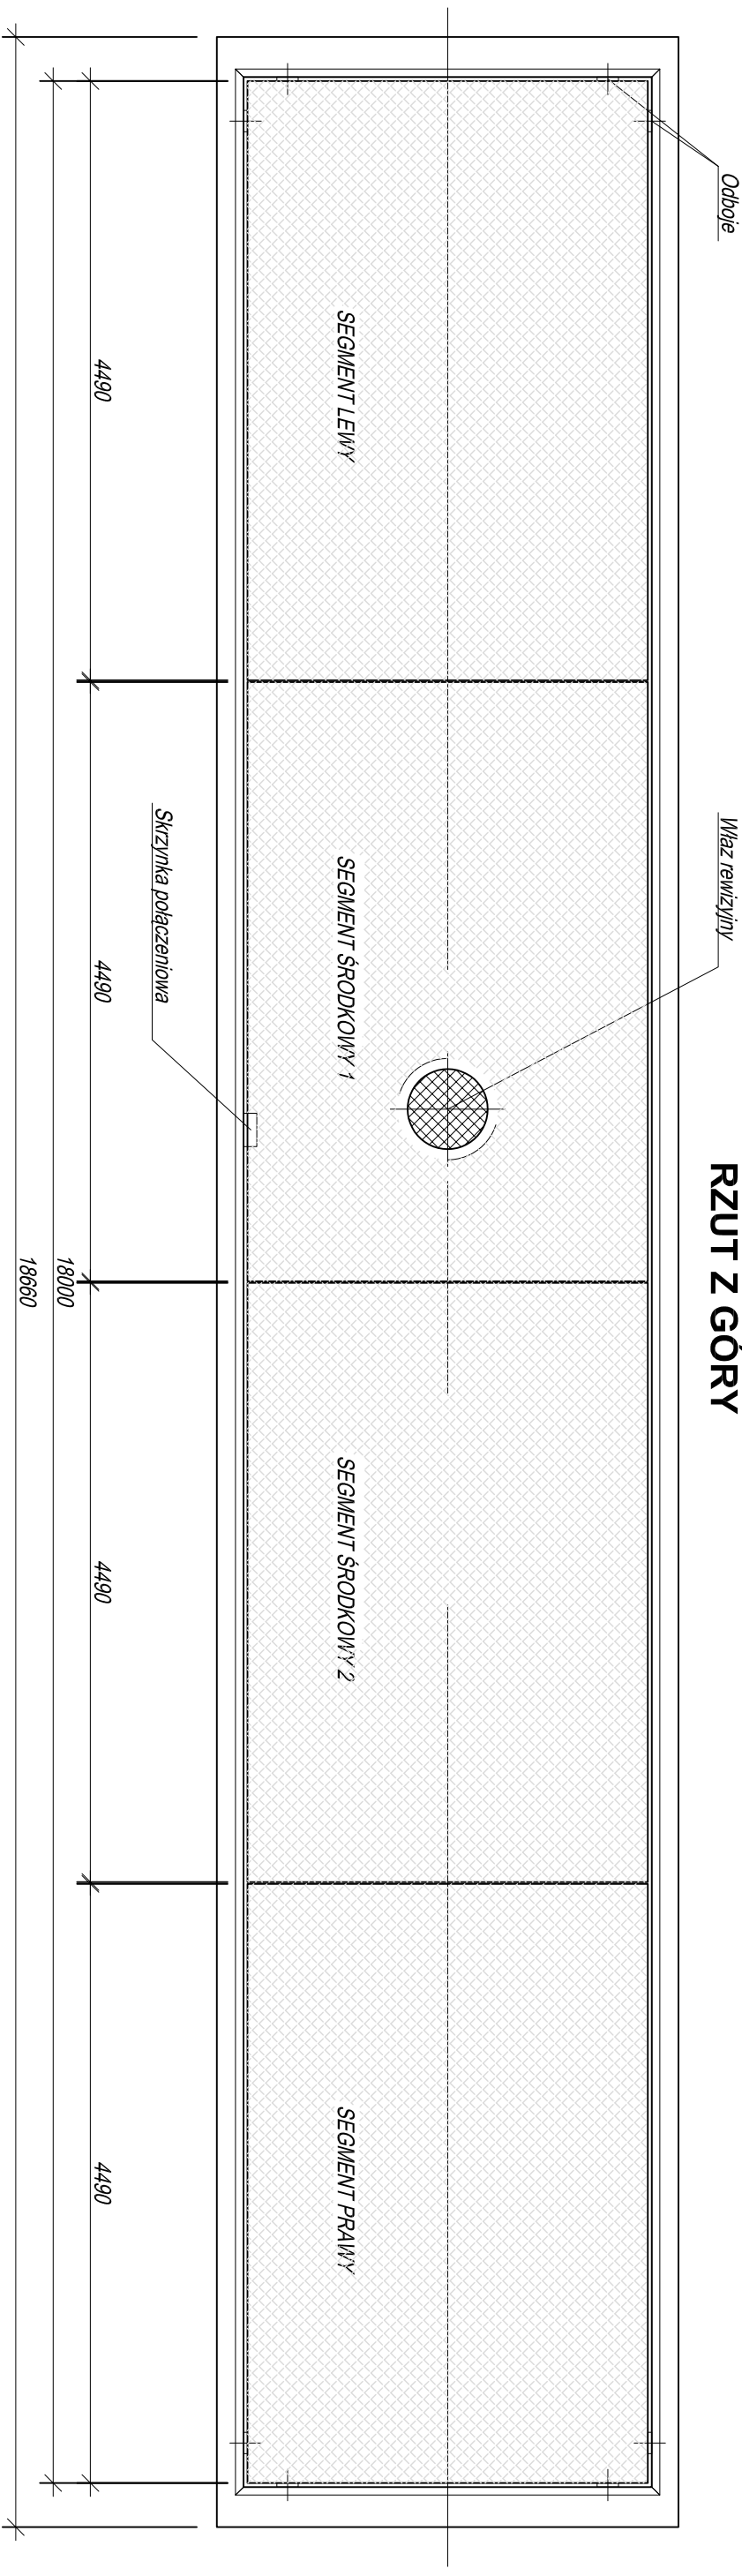 RZUT Z GÓRY
Odboje
Właz rewizyjny
SEGMENT LEWY
SEGMENT ŚRODKOWY 1
SEGMENT ŚRODKOWY 2
SEGMENT PRAWY
Skrzynka połączeniowa
4490
4490
4490
4490
18000
18660